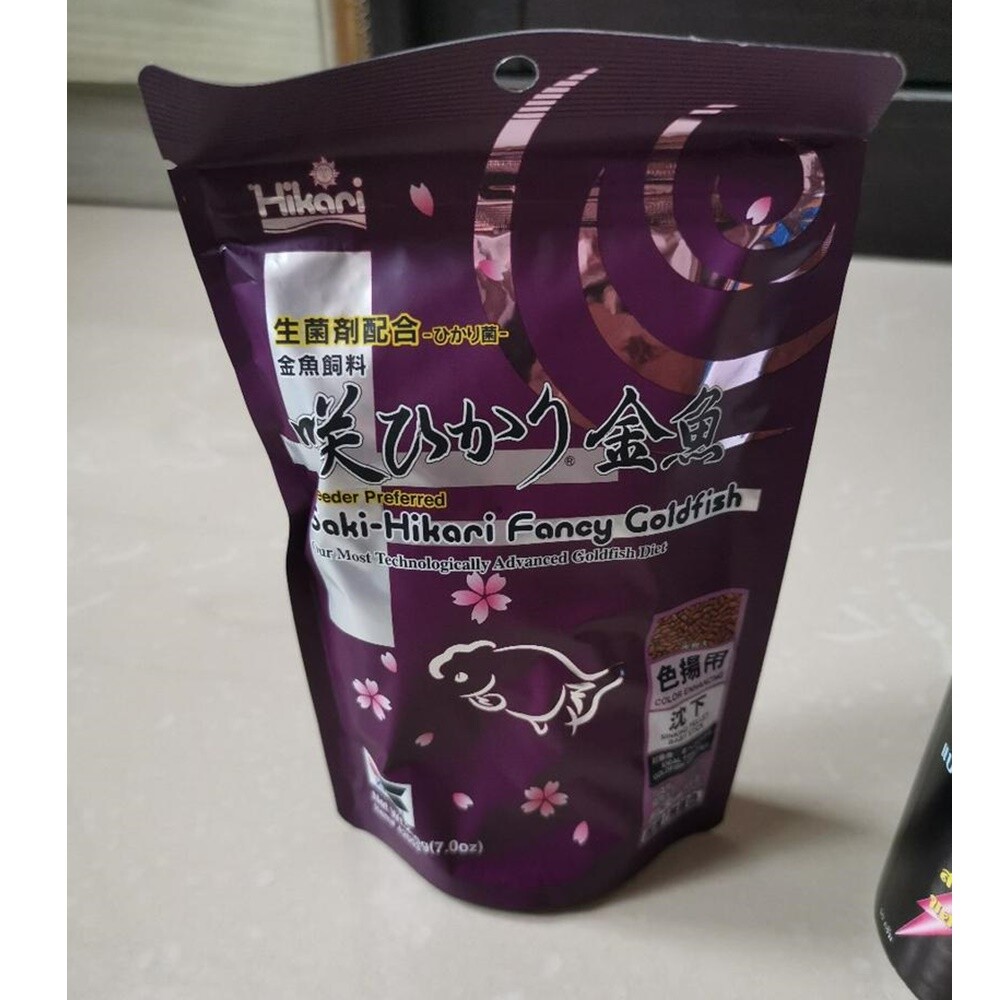 Hikari
生菌剤配合-ひかり菌-
金魚飼料
咲ひかり® 金魚
eeder Preferred
Saki-Hikari Fancy Goldfish
Our Most Technologically Advanced Goldfish Diet
色揚用
COLOR ENHANCING
沈下
(7.0oz)